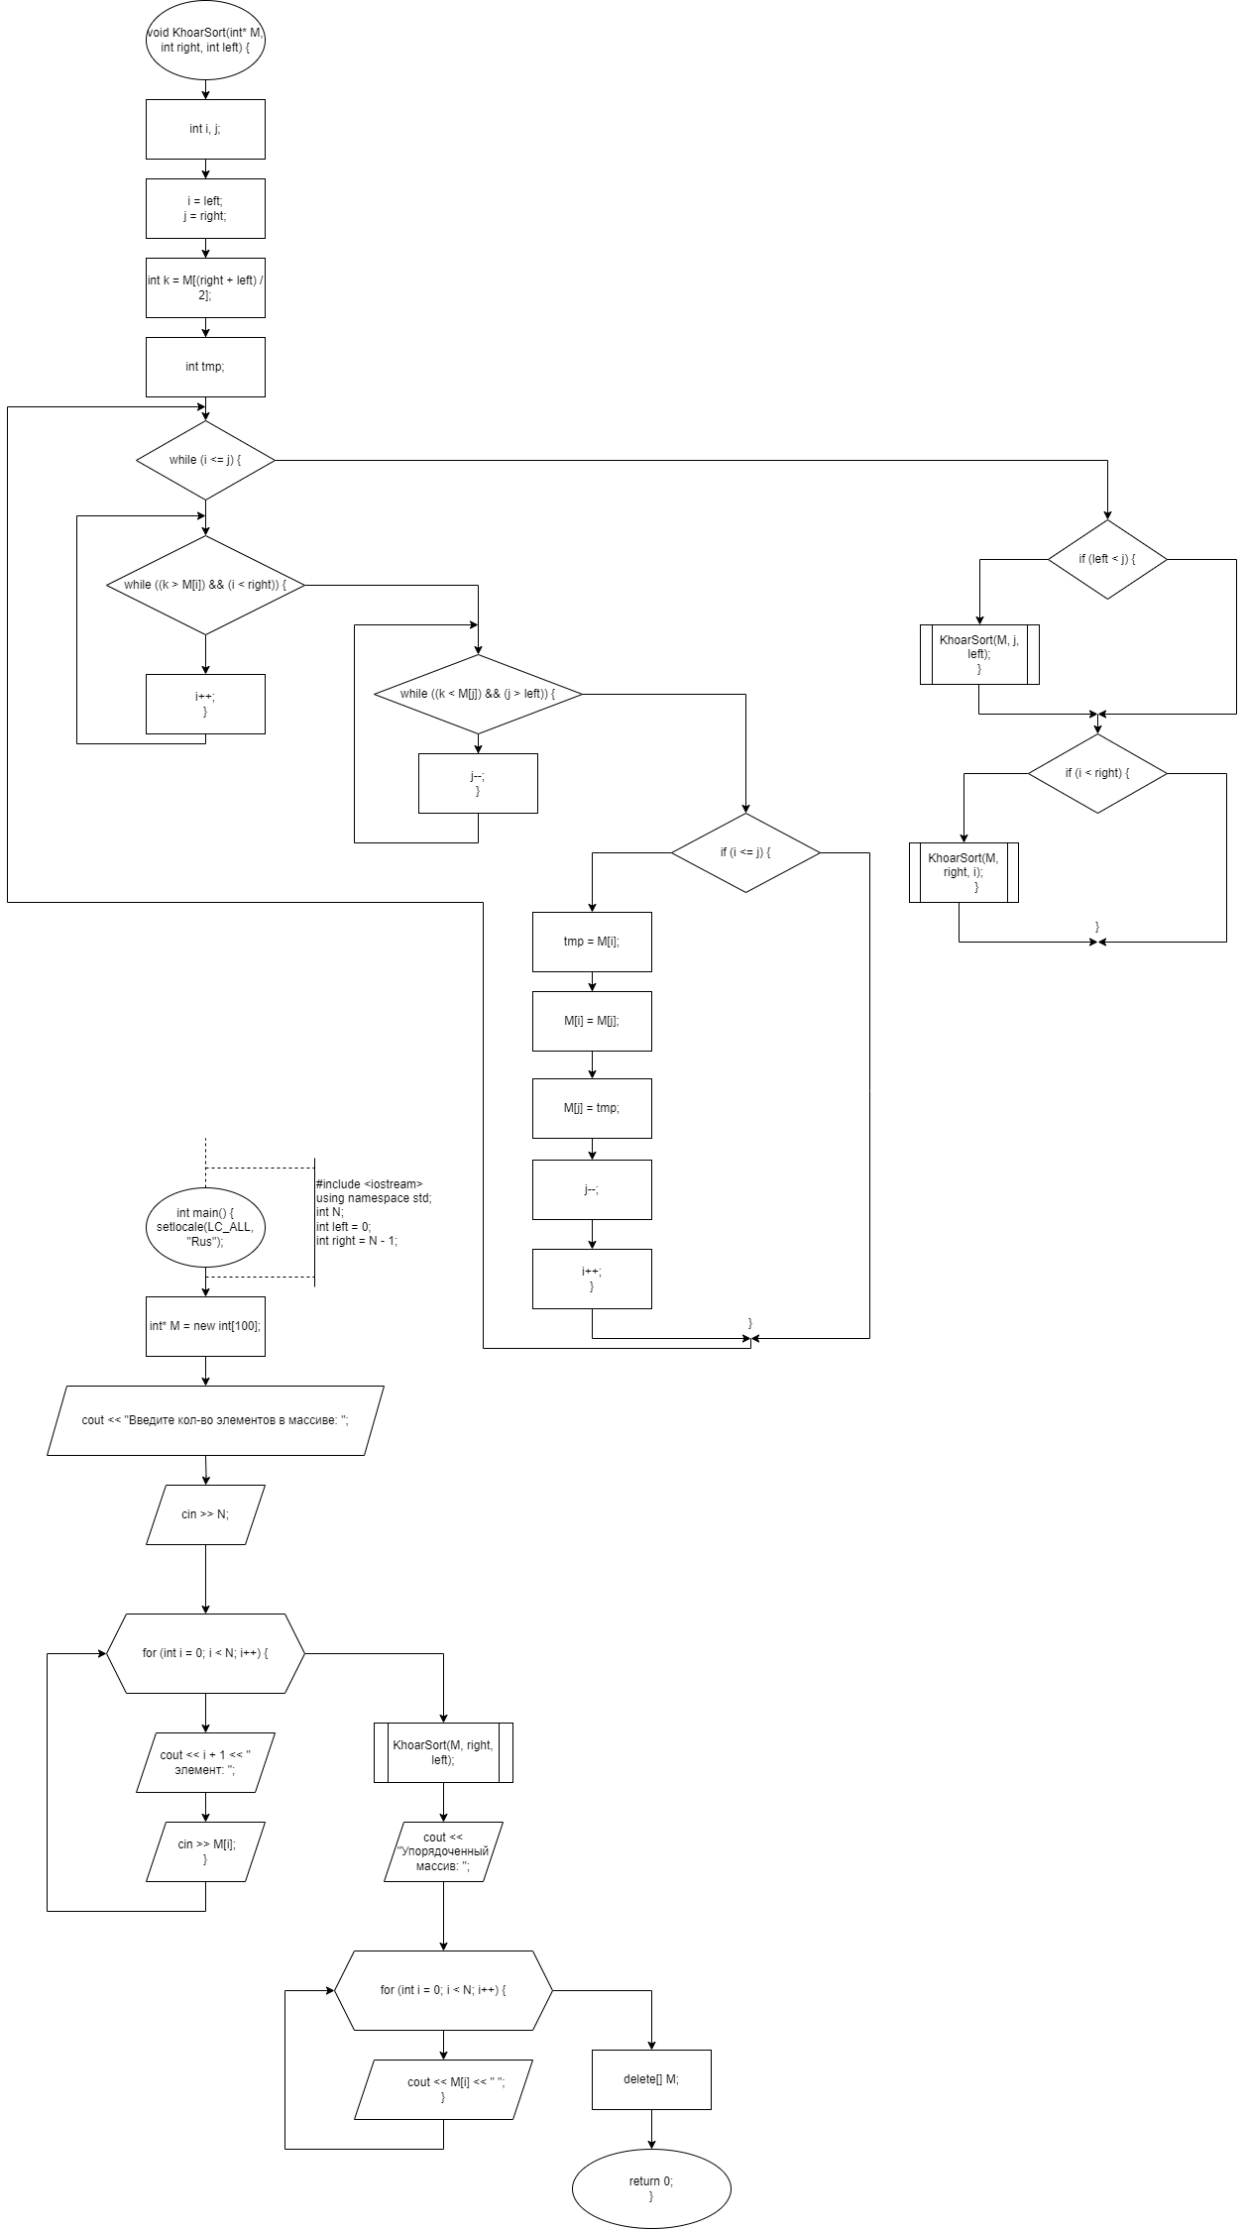 void KhoarSort(int* M,
int right, int left) {
int i, j;
i = left;
j = right;
int k = M[(right + left) /
2];
int tmp;
while (i <= j) {
while ((k > M[i]) && (i < right)) {
i++;
}
while ((k < M[j]) && (j > left)) {
j--;
}
if (i <= j) {
tmp = M[i];
M[i] = M[j];
M[j] = tmp;
j--;
i++;
}
}
if (left < j) {
KhoarSort(M, j,
left);
}
if (i < right) {
KhoarSort(M,
right, i);
}
}
int main() {
setlocale(LC_ALL,
"Rus");
#include <iostream>
using namespace std;
int N;
int left = 0;
int right = N - 1;
int* M = new int[100];
cout << "Введите кол-во элементов в массиве: ";
cin >> N;
for (int i = 0; i < N; i++) {
cout << i + 1 << "
элемент: ";
cin >> M[i];
}
KhoarSort(M, right,
left);
cout <<
"Упорядоченный
массив: ";
for (int i = 0; i < N; i++) {
cout << M[i] << " ";
}
delete[] M;
return 0;
}